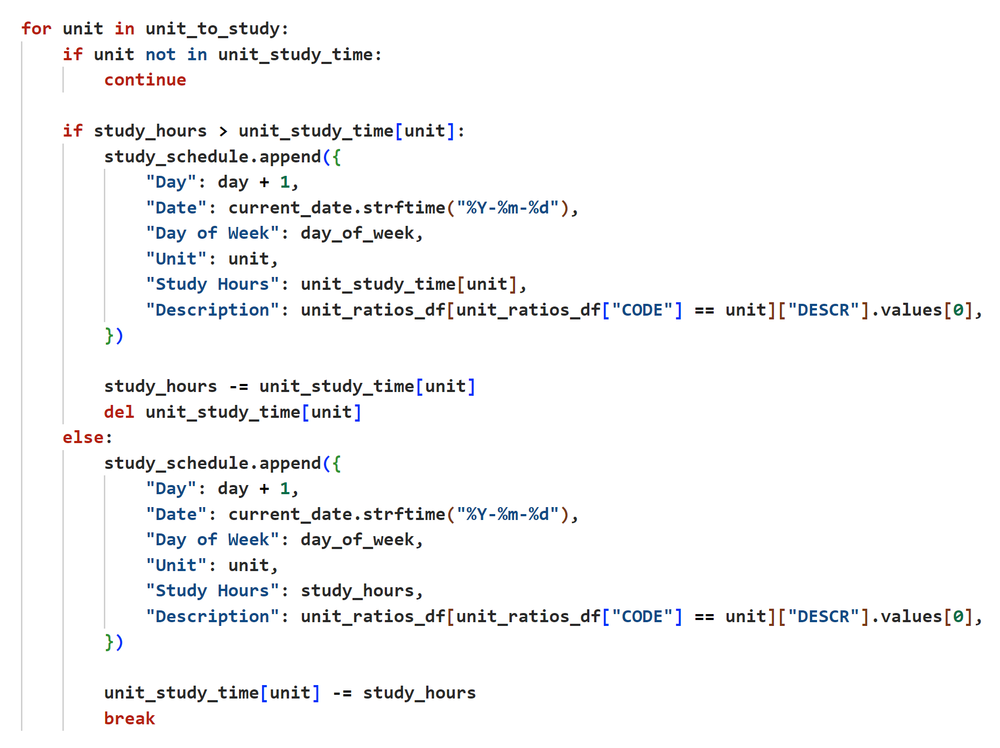 for unit in unit_to_study:
    if unit not in unit_study_time:
        continue

    if study_hours > unit_study_time[unit]:
        study_schedule.append({
            "Day": day + 1,
            "Date": current_date.strftime("%Y-%m-%d"),
            "Day of Week": day_of_week,
            "Unit": unit,
            "Study Hours": unit_study_time[unit],
            "Description": unit_ratios_df[unit_ratios_df["CODE"] == unit]["DESCR"].values[0],
        })

        study_hours -= unit_study_time[unit]
        del unit_study_time[unit]
    else:
        study_schedule.append({
            "Day": day + 1,
            "Date": current_date.strftime("%Y-%m-%d"),
            "Day of Week": day_of_week,
            "Unit": unit,
            "Study Hours": study_hours,
            "Description": unit_ratios_df[unit_ratios_df["CODE"] == unit]["DESCR"].values[0],
        })

        unit_study_time[unit] -= study_hours
        break